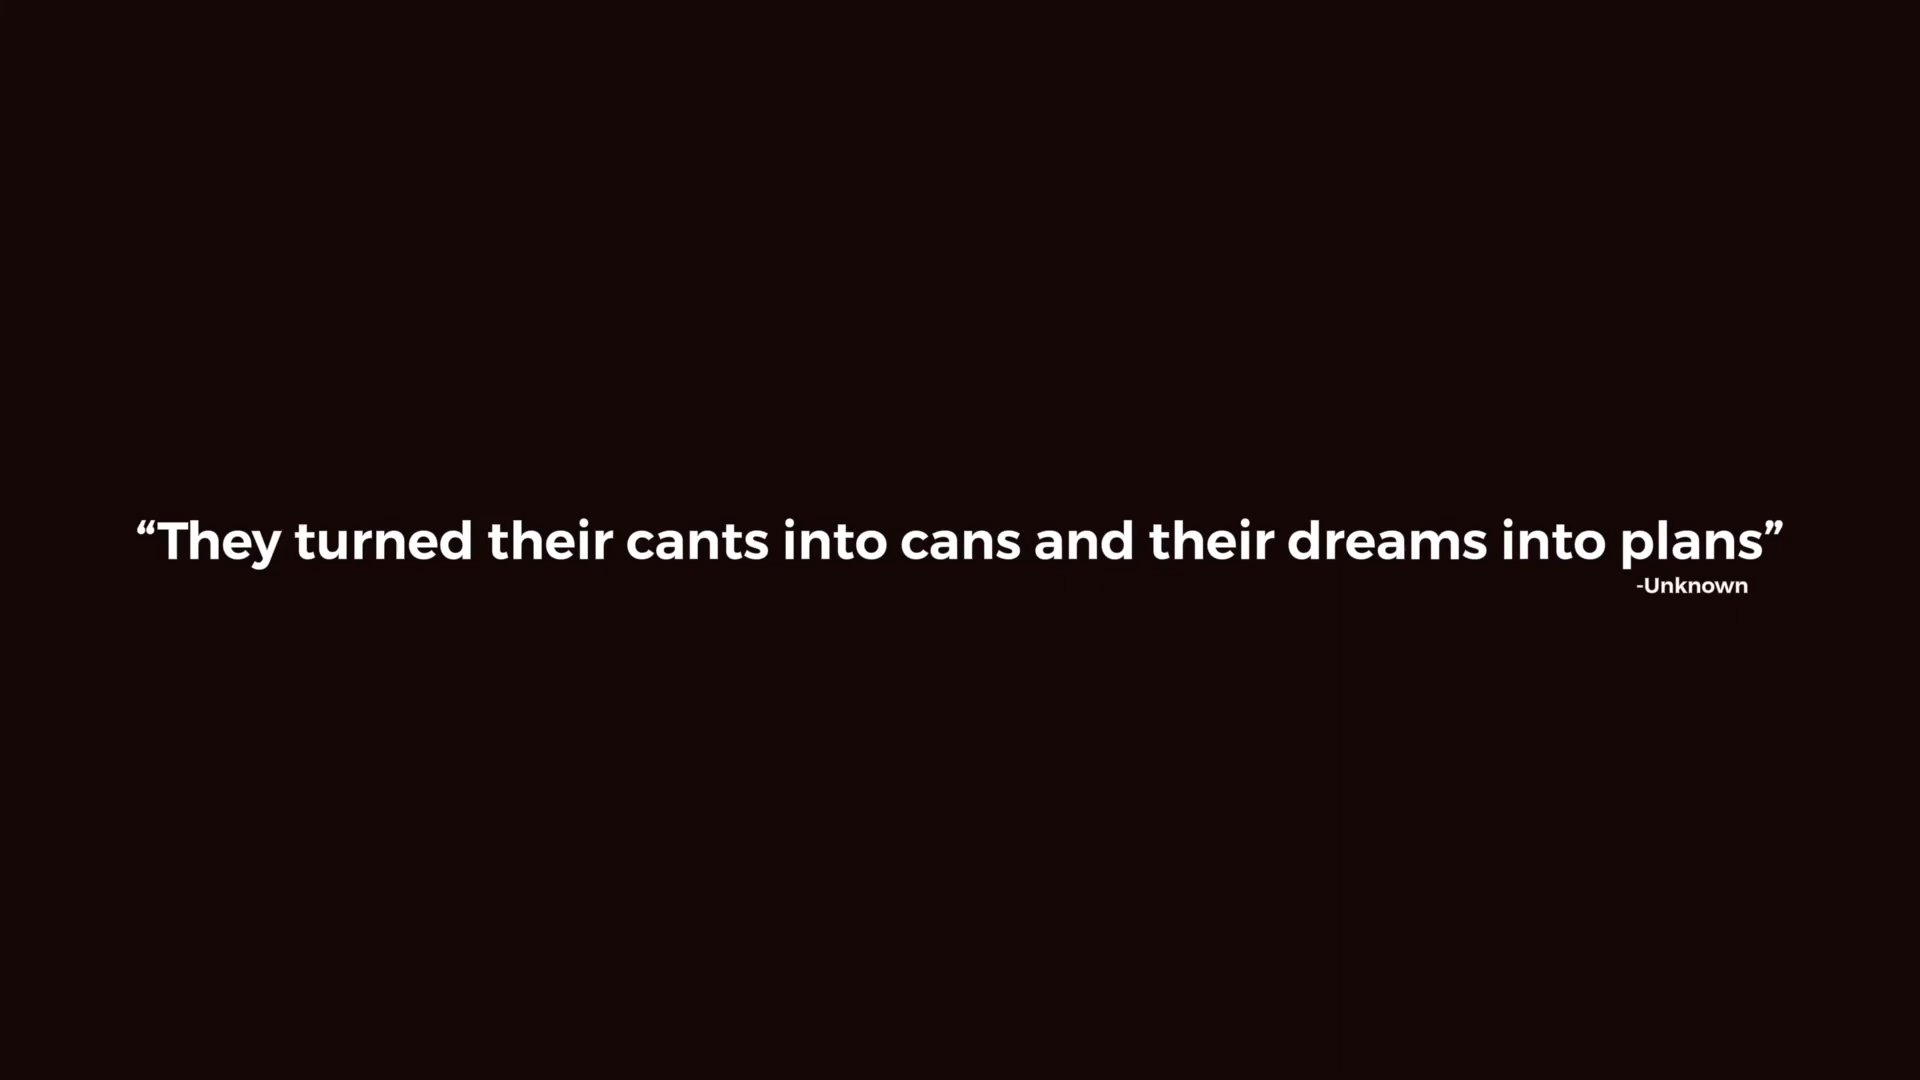 “They turned their cants into cans and their dreams into plans”
-Unknown